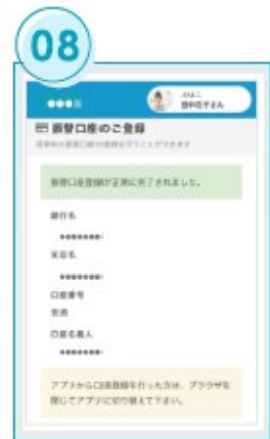 08
田中花子さん
振替口座のご登録
振替口座登録が正常に完了されました。
銀行名
********
支店名
********
口座番号
普通
口座名義人
********
アプリから口座登録を行った方は、ブラウザを
閉じてアプリに切り替えて下さい。